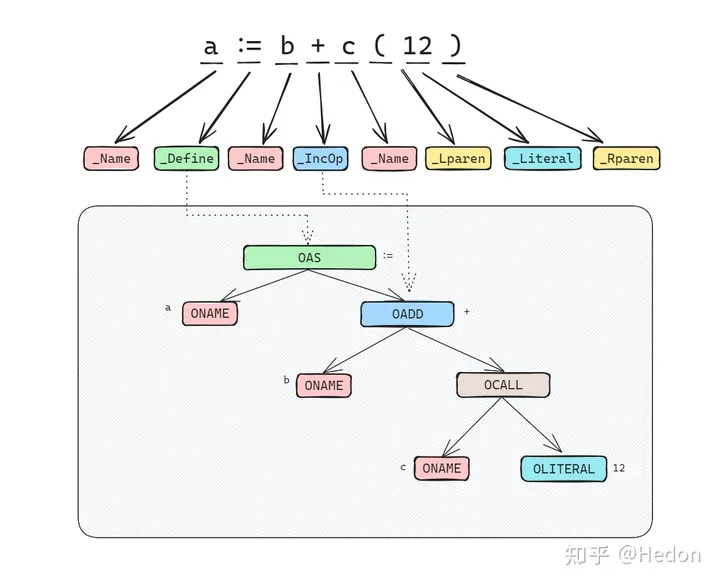 a := b + c ( 12 )
_Name _Define _Name _IncOp _Name _Lparen _Literal _Rparen
OAS :=
a ONAME OADD +
b ONAME OCALL
c ONAME OLITERAL 12
知乎 @Hedon